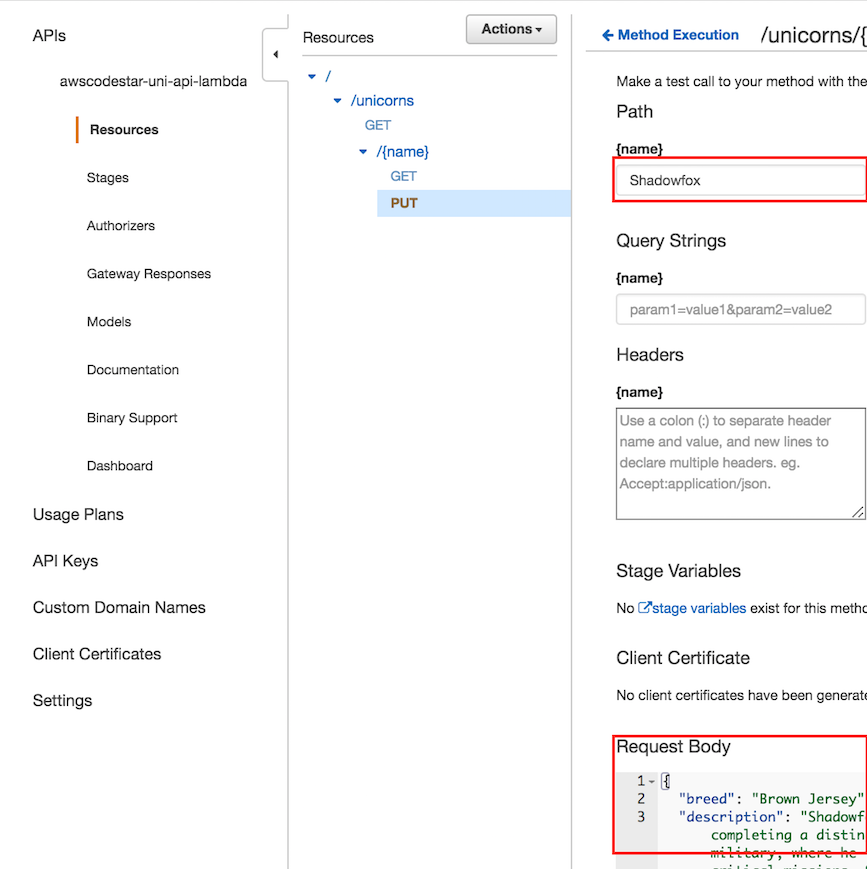 APIs
awscodestar-uni-api-lambda
Resources
Stages
Authorizers
Gateway Responses
Models
Documentation
Binary Support
Dashboard
Usage Plans
API Keys
Custom Domain Names
Client Certificates
Settings
Resources
Actions
/
/unicorns
GET
/{name}
GET
PUT
Method Execution /unicorns/{
Make a test call to your method with the
Path
{name}
Shadowfox
Query Strings
{name}
param1=value1&param2=value2
Headers
{name}
Use a colon (:) to separate header
name and value, and new lines to
declare multiple headers. eg.
Accept:application/json.
Stage Variables
No stage variables exist for this metho
Client Certificate
No client certificates have been generate
Request Body
1 {
2 "breed": "Brown Jersey"
3 "description": "Shadowf
completing a distin
military, where he
critical missions.